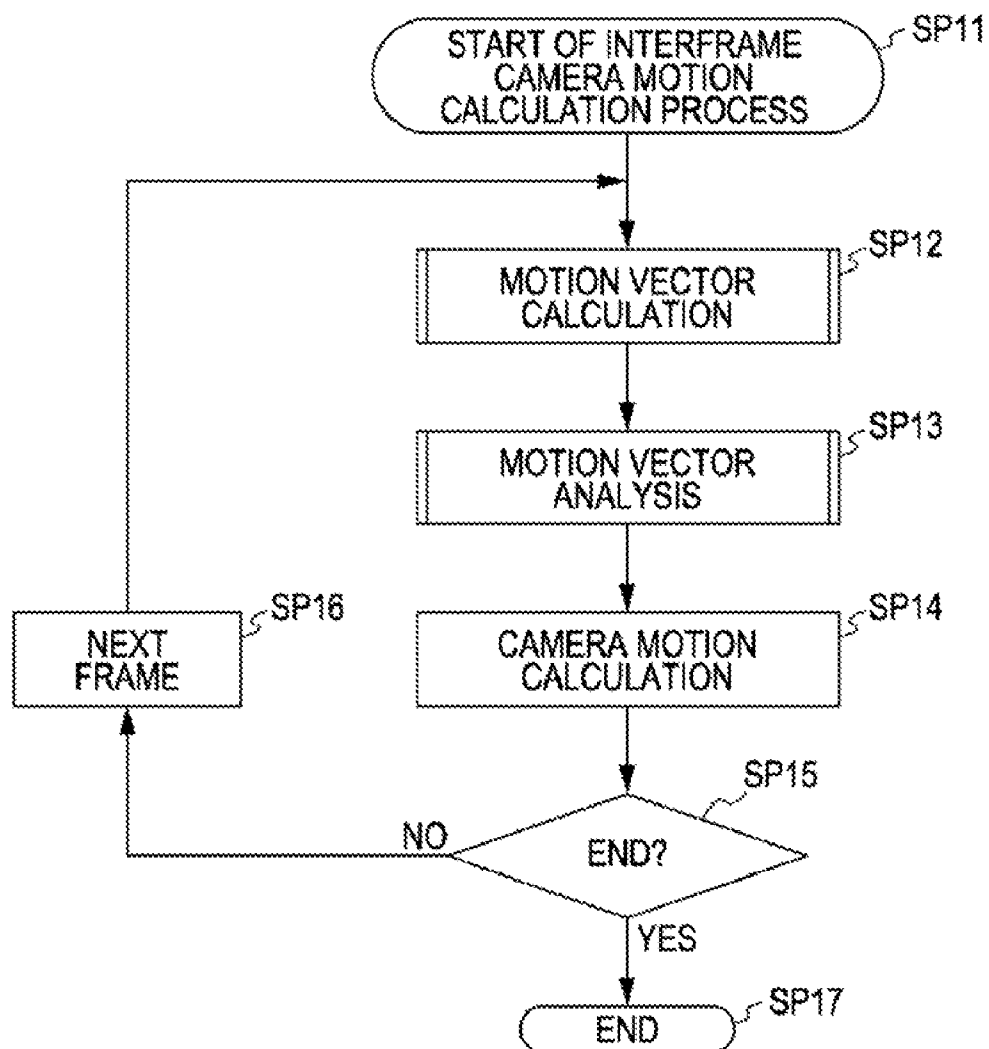 START OF INTERFRAME
CAMERA MOTION
CALCULATION PROCESS
SP11
MOTION VECTOR
CALCULATION
SP12
MOTION VECTOR
ANALYSIS
SP13
CAMERA MOTION
CALCULATION
SP14
NEXT
FRAME
SP16
END?
SP15
NO
YES
END
SP17